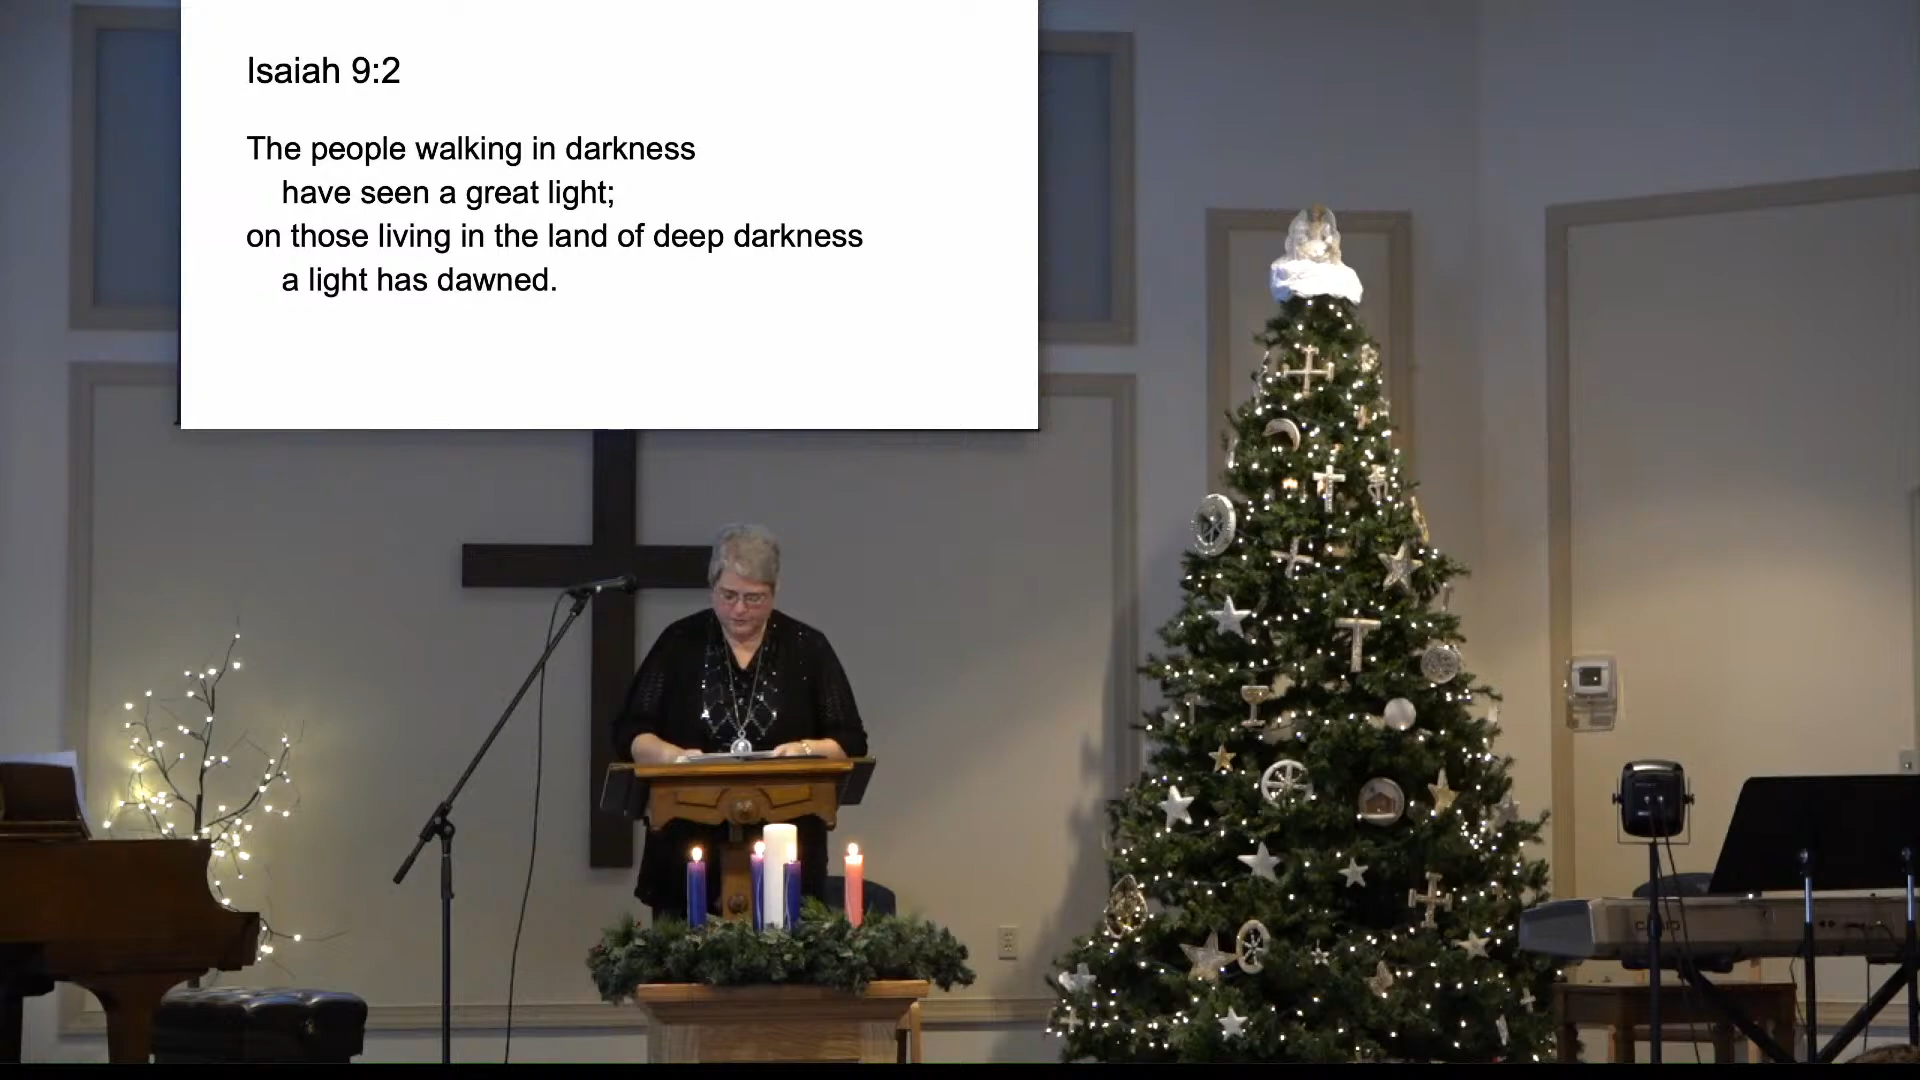 Isaiah 9:2
The people walking in darkness
have seen a great light;
on those living in the land of deep darkness
a light has dawned.
CASIO